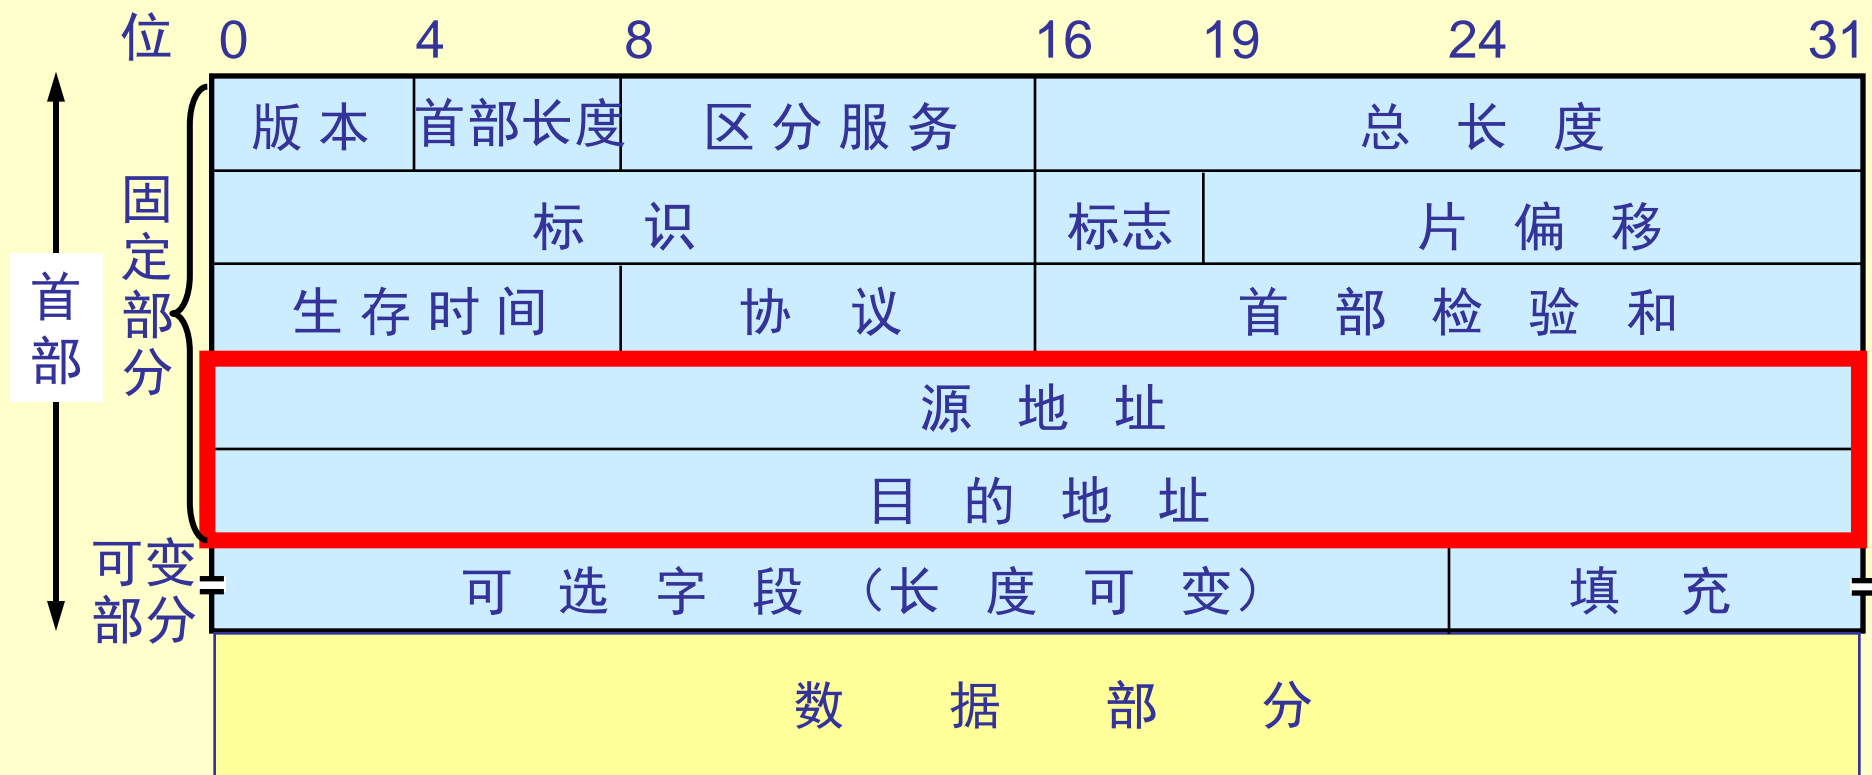 位 0 4 8 16 19 24 31
版 本 首部长度 区 分 服 务 总 长 度
标 识 标志 片 偏 移
生 存 时 间 协 议 首 部 检 验 和
源 地 址
目 的 地 址
可 选 字 段 （长 度 可 变） 填 充
数 据 部 分
首部
固定部分
可变
部分